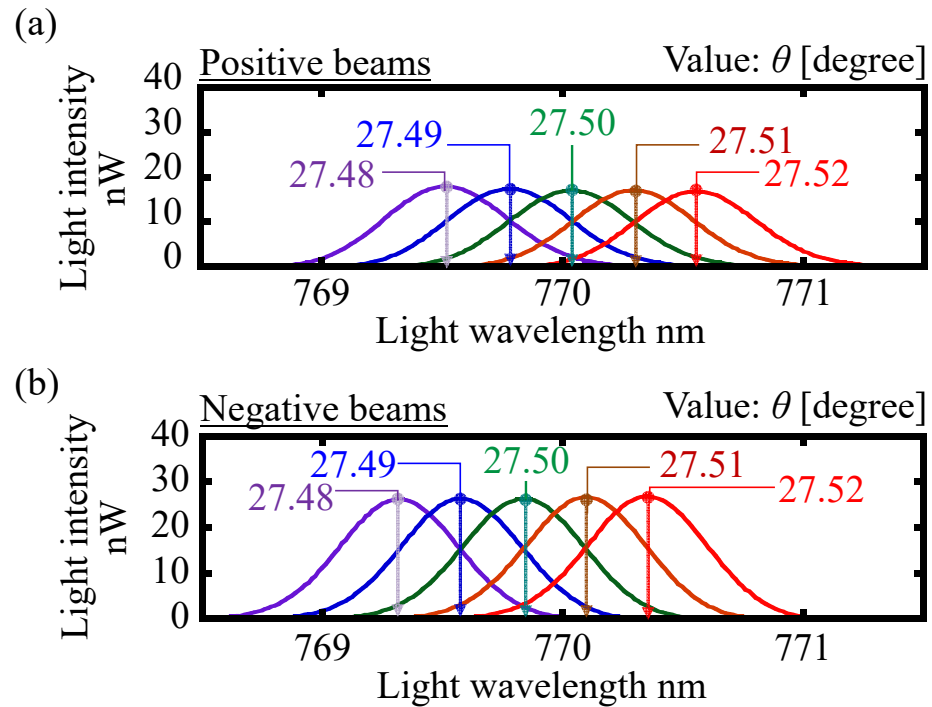 (a)
Positive beams
Value: θ [degree]
Light intensity
nW
40
30
20
10
0
27.48
27.49
27.50
27.51
27.52
769
770
771
Light wavelength nm
(b)
Negative beams
Value: θ [degree]
Light intensity
nW
40
30
20
10
0
27.48
27.49
27.50
27.51
27.52
769
770
771
Light wavelength nm